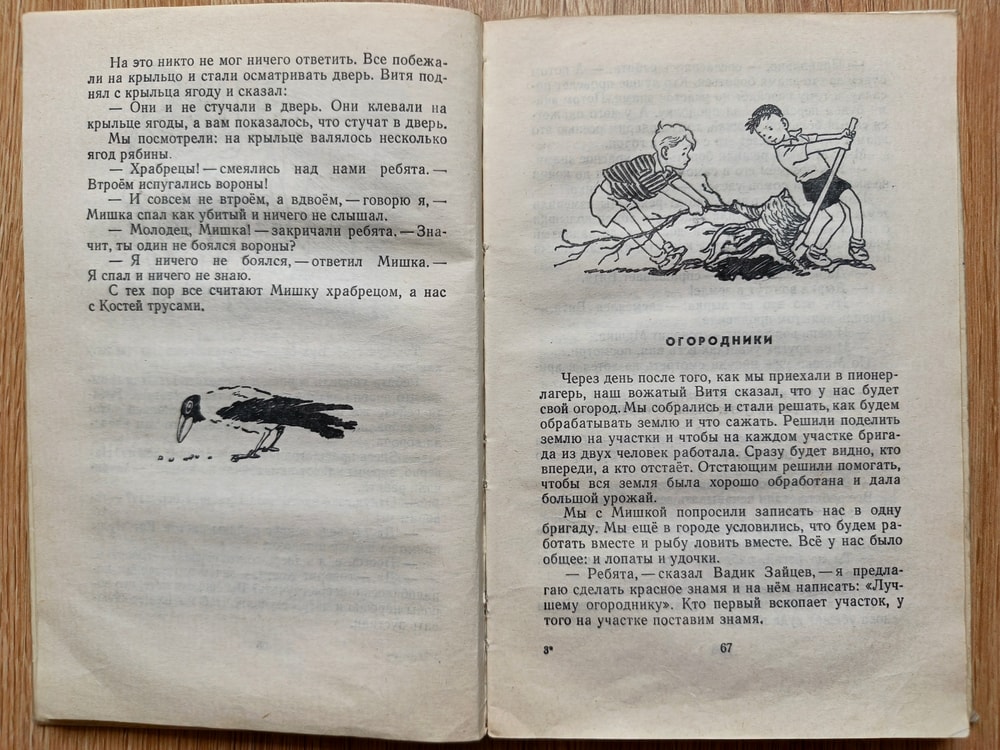 На это никто не мог ничего ответить. Все побежа-
ли на крыльцо и стали осматривать дверь. Витя под-
нял с крыльца ягоду и сказал:
— Они и не стучали в дверь. Они клевали на
крыльце ягоды, а вам показалось, что стучат в дверь.
Мы посмотрели: на крыльце валялось несколько
ягод рябины.
— Храбрецы! — смеялись над нами ребята. —
Втроём испугались вороны!
— И совсем не втроём, а вдвоём, — говорю я, —
Мишка спал как убитый и ничего не слышал.
— Молодец, Мишка! — закричали ребята. — Зна-
чит, ты один не боялся вороны?
— Я ничего не боялся, — ответил Мишка. —
Я спал и ничего не знаю.
С тех пор все считают Мишку храбрецом, а нас
с Костей трусами.
ОГОРОДНИКИ
Через день после того, как мы приехали в пионер-
лагерь, наш вожатый Витя сказал, что у нас будет
свой огород. Мы собрались и стали решать, как будем
обрабатывать землю и что сажать. Решили поделить
землю на участки и чтобы на каждом участке брига-
да из двух человек работала. Сразу будет видно, кто
впереди, а кто отстаёт. Отстающим решили помогать,
чтобы вся земля была хорошо обработана и дала
большой урожай.
Мы с Мишкой попросили записать нас в одну
бригаду. Мы ещё в городе условились, что будем ра-
ботать вместе и рыбу ловить вместе. Всё у нас было
общее: и лопаты и удочки.
— Ребята, — сказал Вадик Зайцев, — я предла-
гаю сделать красное знамя и на нём написать: «Луч-
шему огороднику». Кто первый вскопает участок, у
того на участке поставим знамя.
3*
67